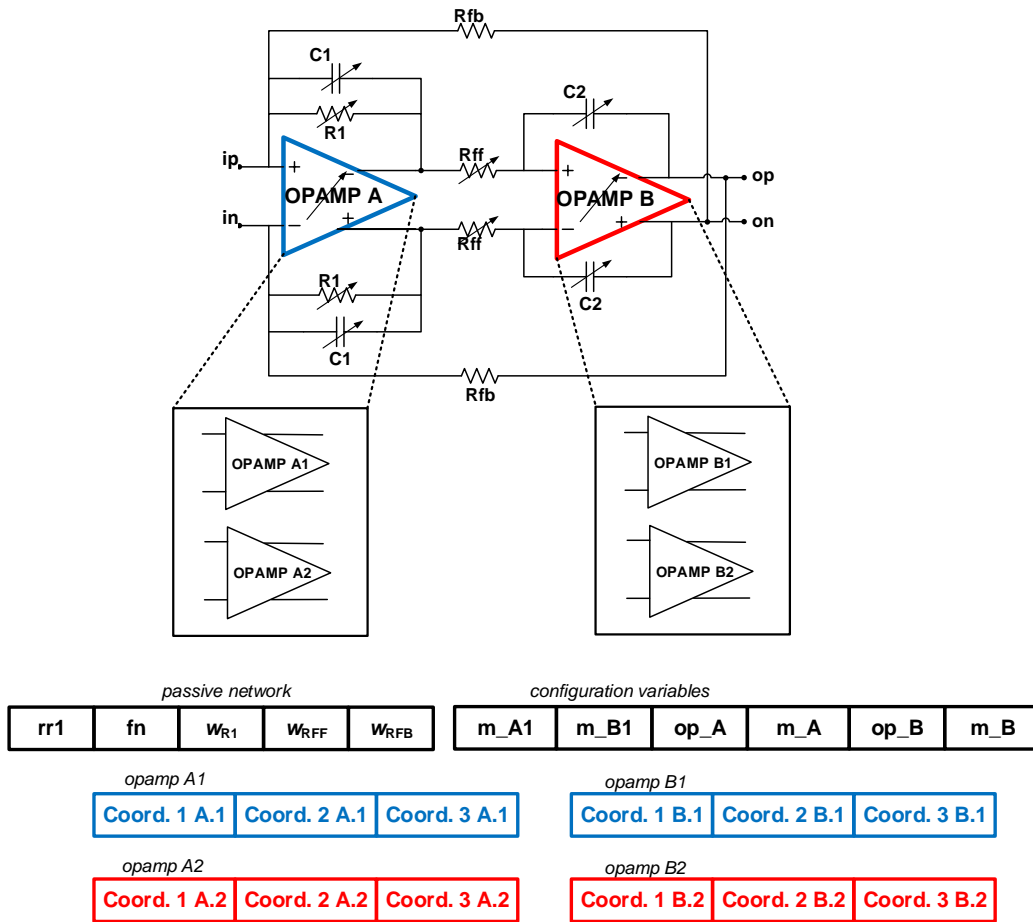 Rfb
C1
R1
C2
ip
+
−
Rff
+
−
op
OPAMP A
OPAMP B
in
−
+
Rff
−
+
on
R1
C2
C1
Rfb
OPAMP A1
OPAMP B1
OPAMP A2
OPAMP B2
passive network
configuration variables
rr1 fn wR1 wRFF wRFB
m_A1 m_B1 op_A m_A op_B m_B
opamp A1
opamp B1
Coord. 1 A.1 Coord. 2 A.1 Coord. 3 A.1
Coord. 1 B.1 Coord. 2 B.1 Coord. 3 B.1
opamp A2
opamp B2
Coord. 1 A.2 Coord. 2 A.2 Coord. 3 A.2
Coord. 1 B.2 Coord. 2 B.2 Coord. 3 B.2